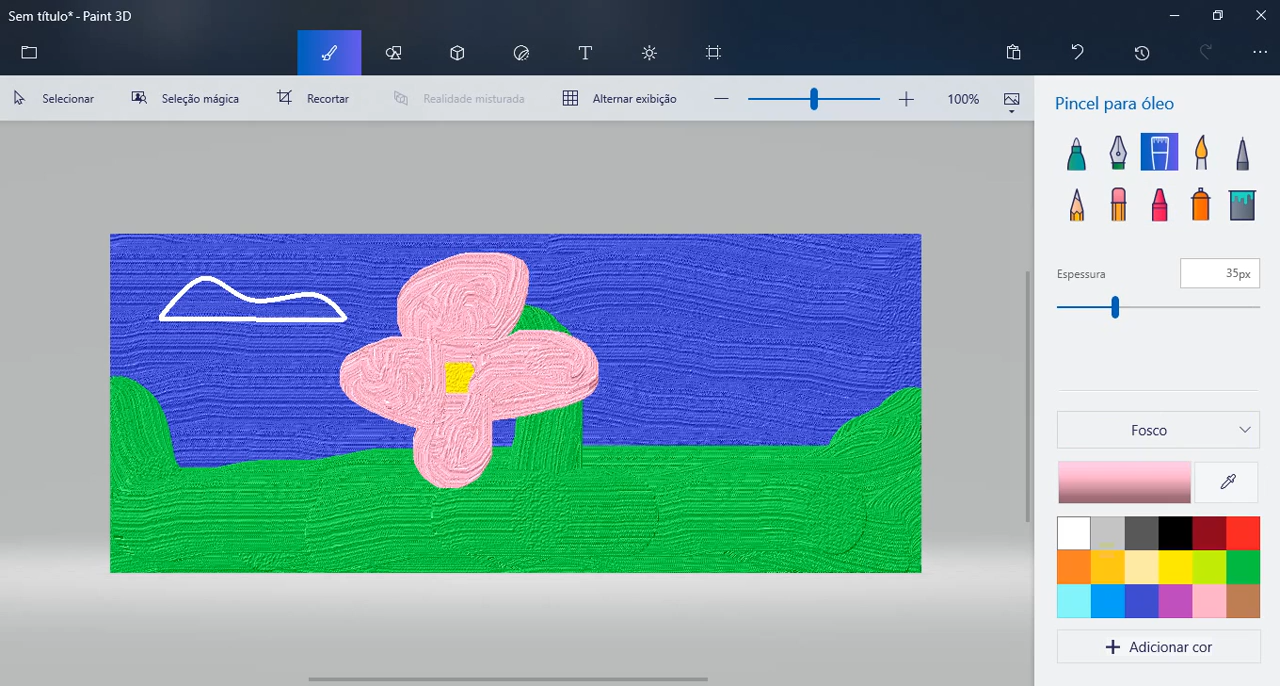 Sem título* - Paint 3D
Selecionar Seleção mágica Recortar Realidade misturada Alternar exibição 100%
Pincel para óleo
Espessura 35px
Fosco
Adicionar cor